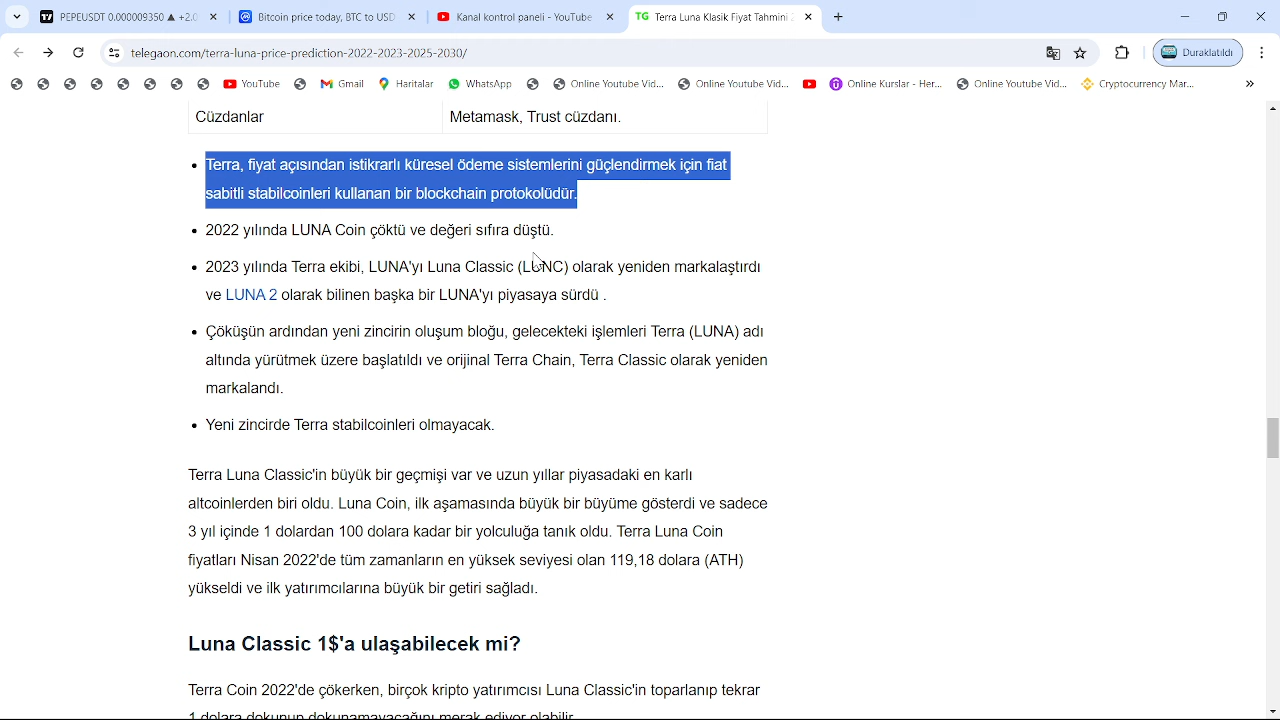 PEPEUSDT 0.000009350 ▲ +2.0
Bitcoin price today, BTC to USD
Kanal kontrol paneli - YouTube
TG Terra Luna Klasik Fiyat Tahmini
telegaon.com/terra-luna-price-prediction-2022-2023-2025-2030/
Duraklatıldı
YouTube Gmail Haritalar WhatsApp Online Youtube Vid... Online Youtube Vid... Online Kurslar - Her... Online Youtube Vid... Cryptocurrency Mar...
Cüzdanlar Metamask, Trust cüzdanı.
• Terra, fiyat açısından istikrarlı küresel ödeme sistemlerini güçlendirmek için fiat
sabitli stabilcoinleri kullanan bir blockchain protokolüdür.
• 2022 yılında LUNA Coin çöktü ve değeri sıfıra düştü.
• 2023 yılında Terra ekibi, LUNA'yı Luna Classic (LUNC) olarak yeniden markalaştırdı
ve LUNA 2 olarak bilinen başka bir LUNA'yı piyasaya sürdü .
• Çöküşün ardından yeni zincirin oluşum bloğu, gelecekteki işlemleri Terra (LUNA) adı
altında yürütmek üzere başlatıldı ve orijinal Terra Chain, Terra Classic olarak yeniden
markalandı.
• Yeni zincirde Terra stabilcoinleri olmayacak.
Terra Luna Classic'in büyük bir geçmişi var ve uzun yıllar piyasadaki en karlı
altcoinlerden biri oldu. Luna Coin, ilk aşamasında büyük bir büyüme gösterdi ve sadece
3 yıl içinde 1 dolardan 100 dolara kadar bir yolculuğa tanık oldu. Terra Luna Coin
fiyatları Nisan 2022'de tüm zamanların en yüksek seviyesi olan 119,18 dolara (ATH)
yükseldi ve ilk yatırımcılarına büyük bir getiri sağladı.
Luna Classic 1$'a ulaşabilecek mi?
Terra Coin 2022'de çökerken, birçok kripto yatırımcısı Luna Classic'in toparlanıp tekrar
1 dolara dokunup dokunamayacağını merak ediyor olabilir.